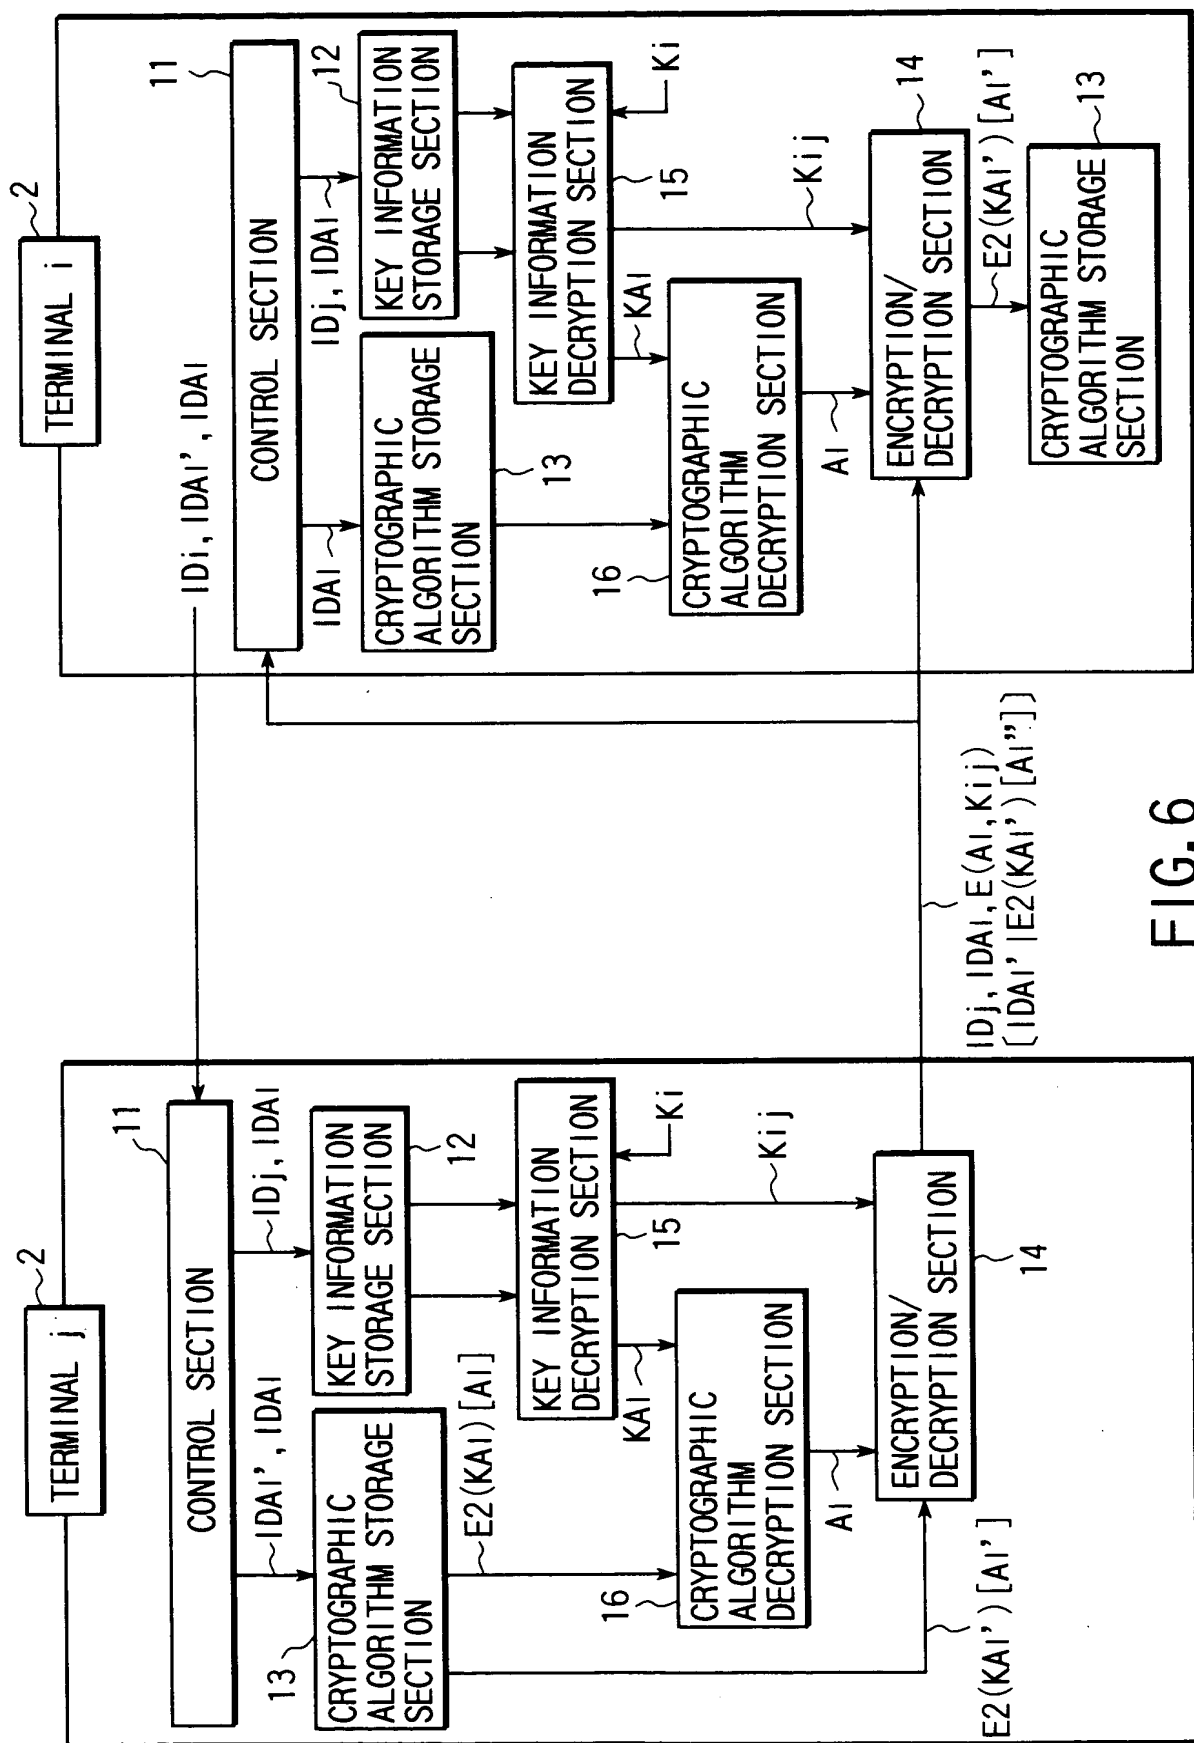 TERMINAL j
2
11
CONTROL SECTION
IDAI', IDAI
IDj, IDAI
13
CRYPTOGRAPHIC
ALGORITHM STORAGE
SECTION
KEY INFORMATION
STORAGE SECTION
12
E2(KAI)[AI]
KEY INFORMATION
DECRYPTION SECTION
15
Ki
KAI
Kij
16
CRYPTOGRAPHIC
ALGORITHM
DECRYPTION SECTION
AI
ENCRYPTION/
DECRYPTION SECTION
14
E2(KAI')[AI']
IDi, IDAI', IDAI
IDj, IDAI, E(AI, Kij)
[IDAI'|E2(KAI')[AI"]]
TERMINAL i
2
11
CONTROL SECTION
IDAI
IDj, IDAI
12
CRYPTOGRAPHIC
ALGORITHM STORAGE
SECTION
13
KEY INFORMATION
STORAGE SECTION
KEY INFORMATION
DECRYPTION SECTION
15
Ki
KAI
Kij
16
CRYPTOGRAPHIC
ALGORITHM
DECRYPTION SECTION
AI
ENCRYPTION/
DECRYPTION SECTION
14
E2(KAI')[AI']
CRYPTOGRAPHIC
ALGORITHM STORAGE
SECTION
13
FIG. 6